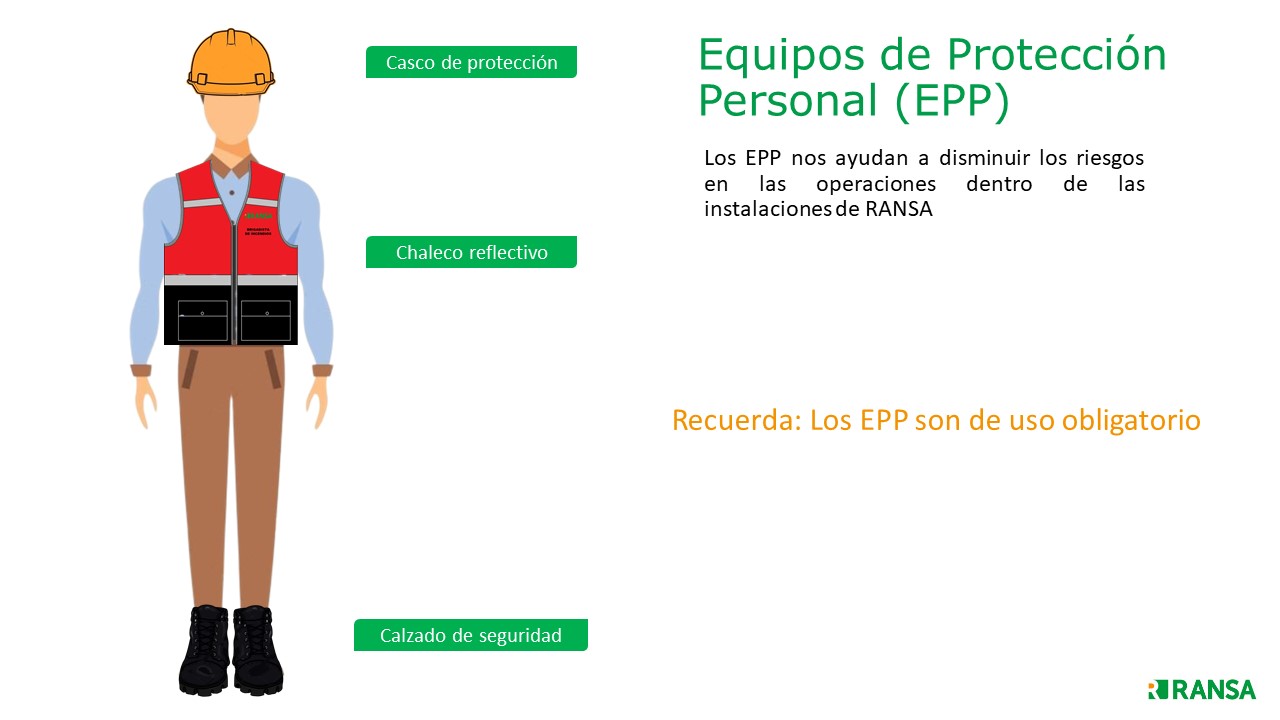 Casco de protección
Equipos de Protección
Personal (EPP)
Los EPP nos ayudan a disminuir los riesgos
en las operaciones dentro de las
instalaciones de RANSA
RANSA
Chaleco reflectivo
Recuerda: Los EPP son de uso obligatorio
Calzado de seguridad
RANSA